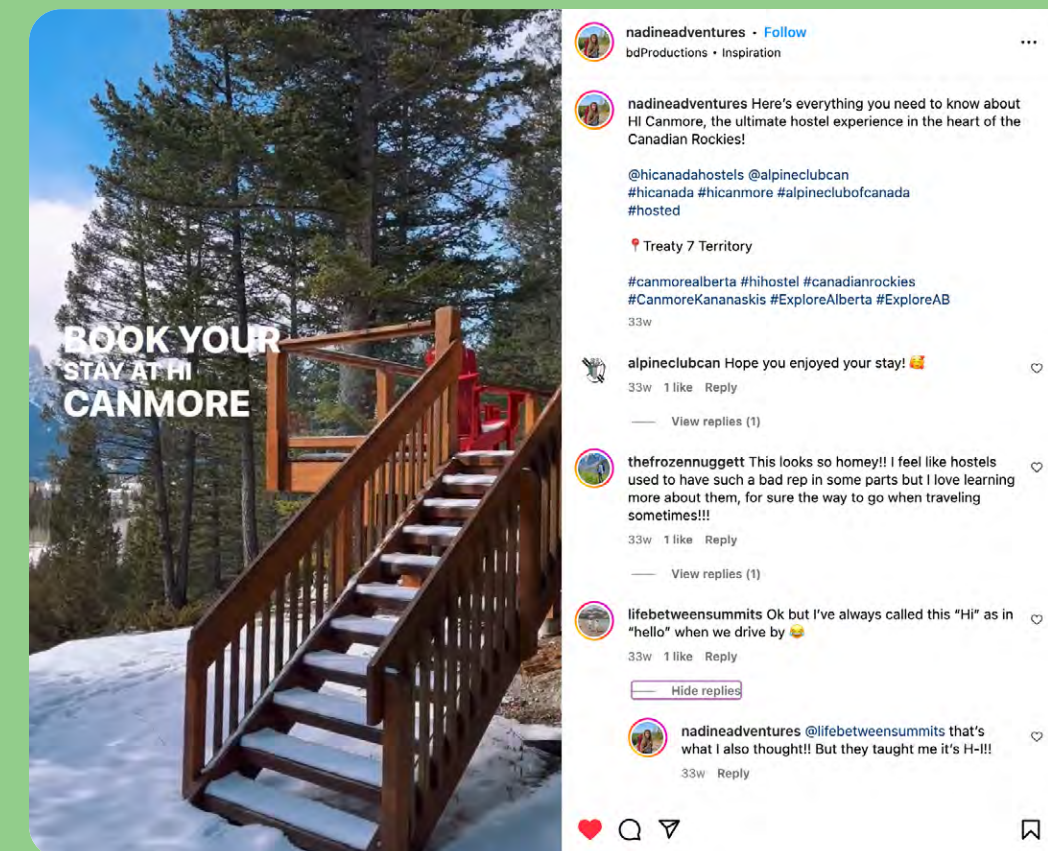 BOOK YOUR
STAY AT HI
CANMORE
nadineadventures • Follow
bdProductions • Inspiration
nadineadventures Here's everything you need to know about
HI Canmore, the ultimate hostel experience in the heart of the
Canadian Rockies!
@hicanadahostels @alpineclubcan
#hicanada #hicanmore #alpineclubofcanada
#hosted
📍Treaty 7 Territory
#canmorealberta #hihostel #canadianrockies
#CanmoreKananaskis #ExploreAlberta #ExploreAB
33w
alpineclubcan Hope you enjoyed your stay! 🥰
33w 1 like Reply
View replies (1)
thefrozennuggett This looks so homey!! I feel like hostels
used to have such a bad rep in some parts but I love learning
more about them, for sure the way to go when traveling
sometimes!!!
33w 1 like Reply
View replies (1)
lifebetweensummits Ok but I've always called this “Hi” as in
“hello” when we drive by 😂
33w 1 like Reply
Hide replies
nadineadventures @lifebetweensummits that's
what I also thought!! But they taught me it's H-I!!
33w Reply